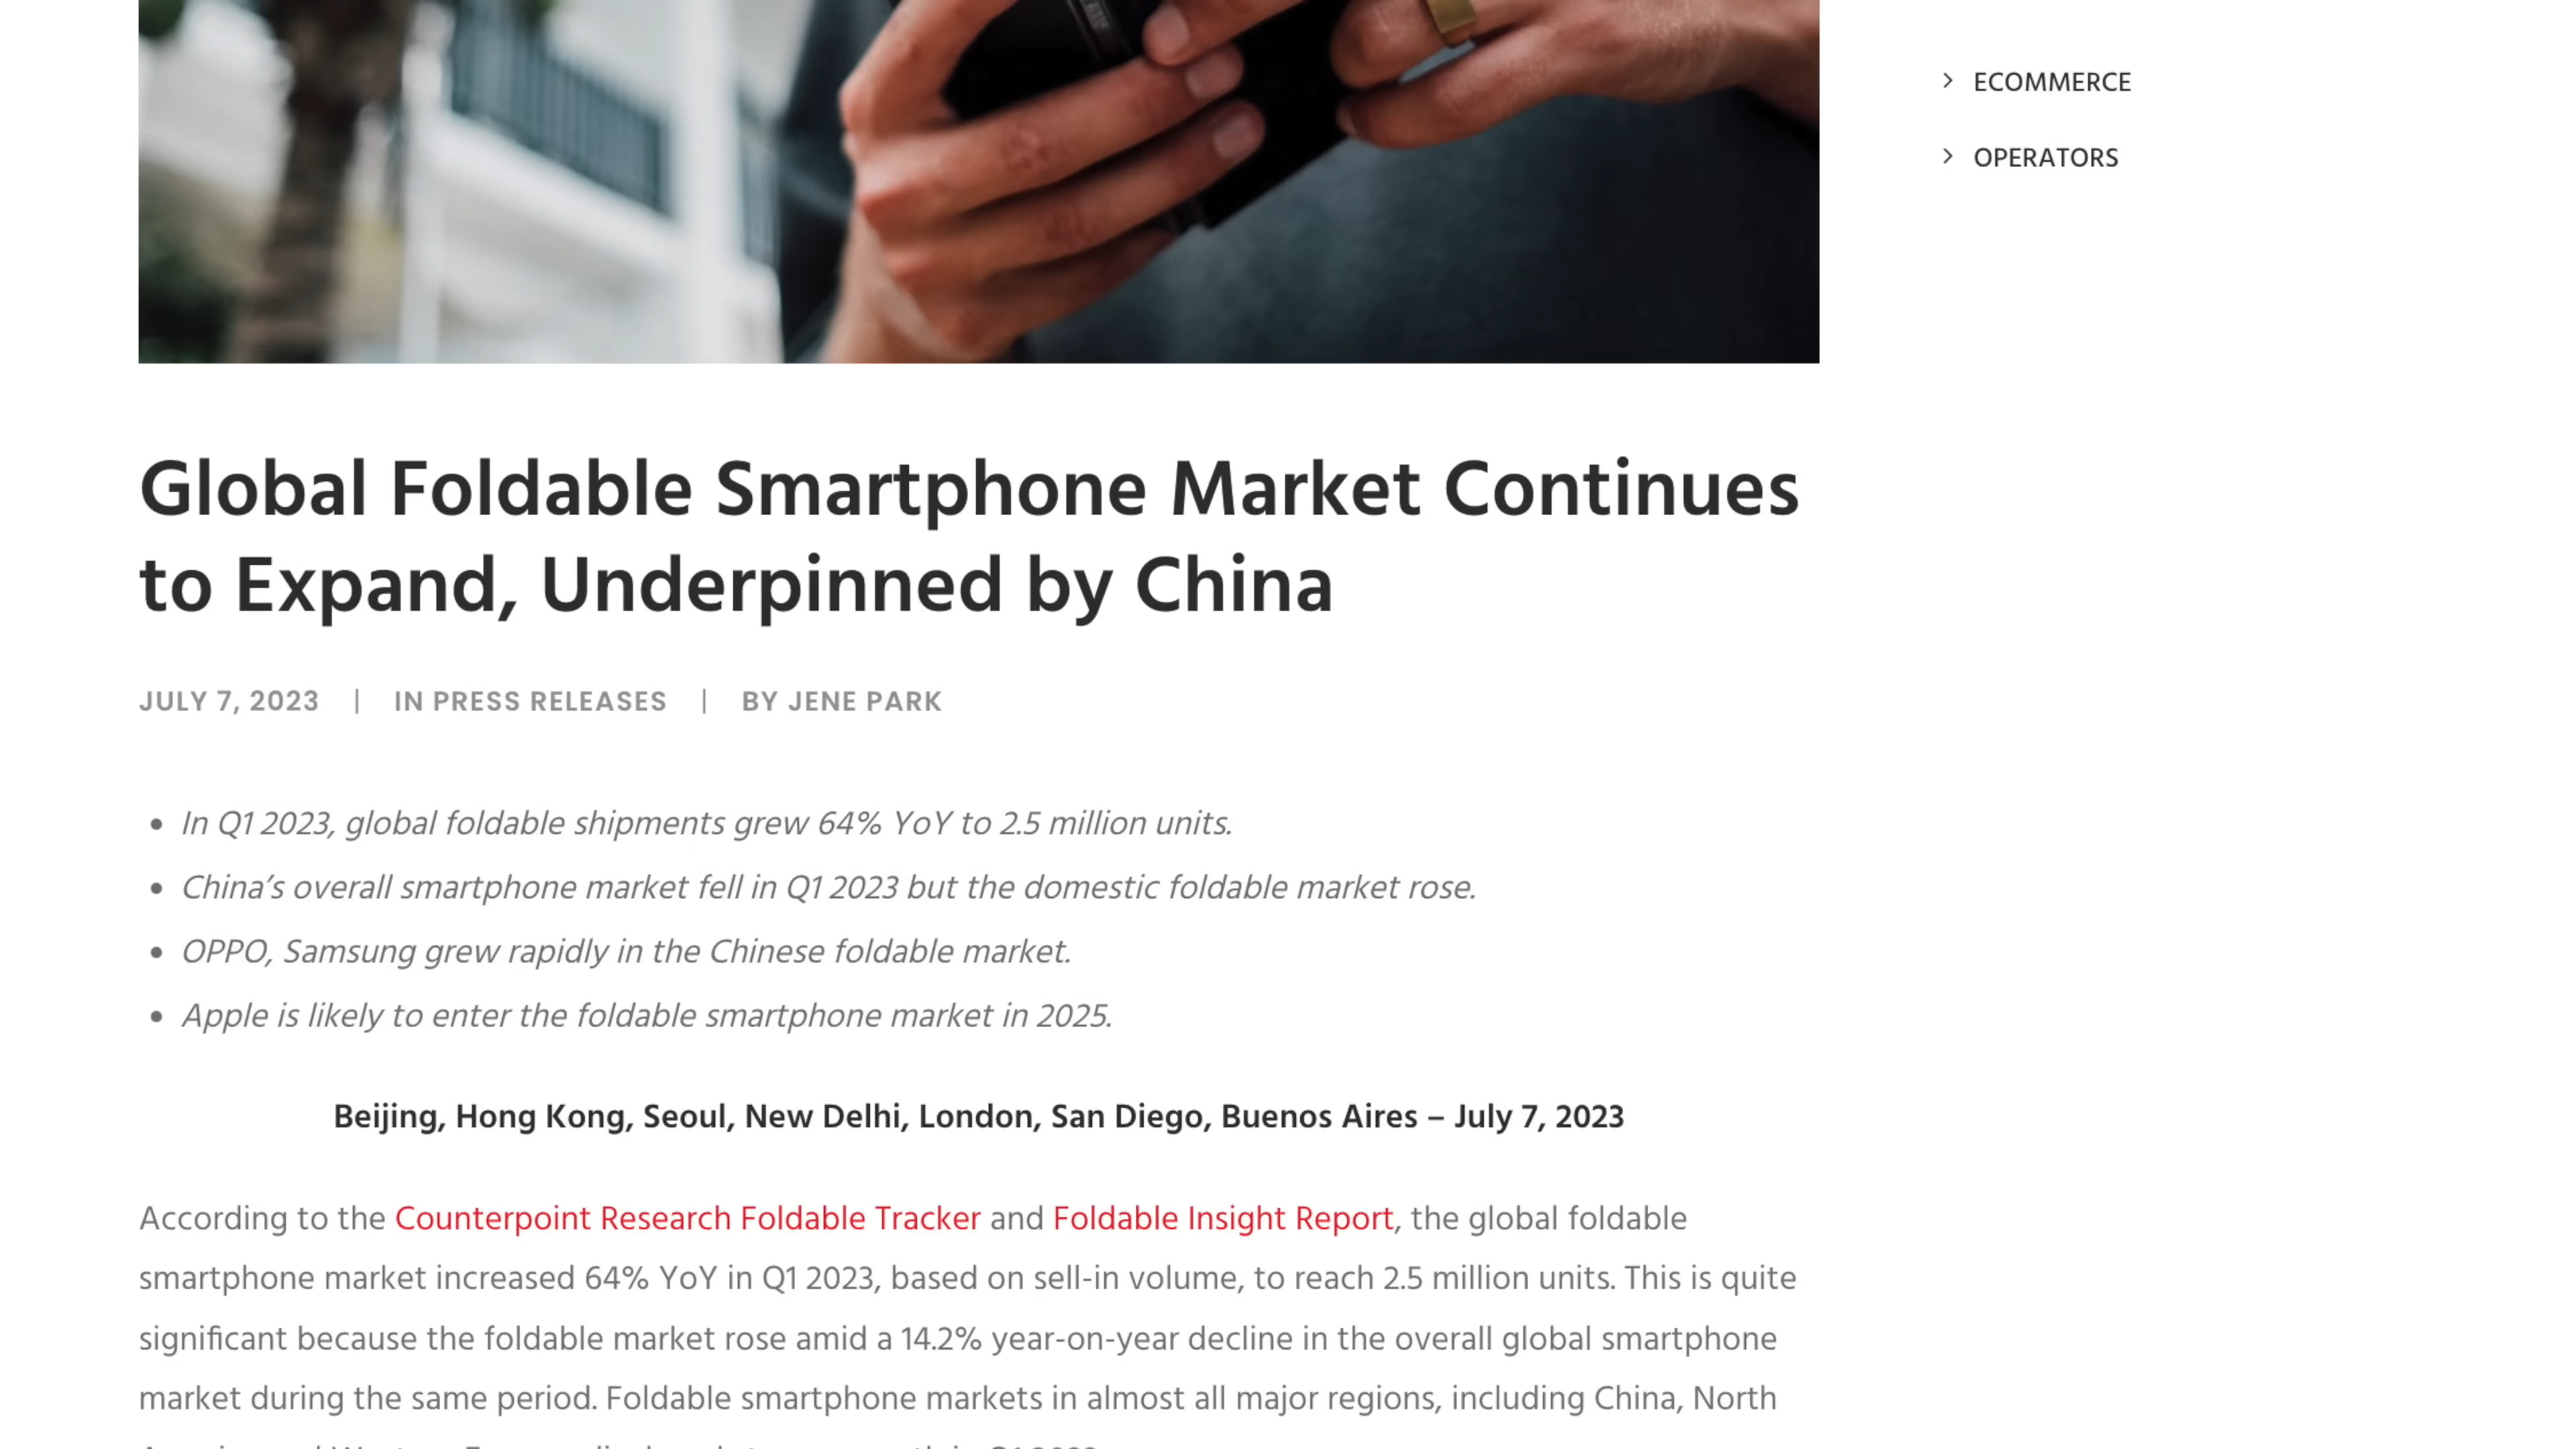 ECOMMERCE
OPERATORS
Global Foldable Smartphone Market Continues
to Expand, Underpinned by China
JULY 7, 2023 | IN PRESS RELEASES | BY JENE PARK
• In Q1 2023, global foldable shipments grew 64% YoY to 2.5 million units.
• China’s overall smartphone market fell in Q1 2023 but the domestic foldable market rose.
• OPPO, Samsung grew rapidly in the Chinese foldable market.
• Apple is likely to enter the foldable smartphone market in 2025.
Beijing, Hong Kong, Seoul, New Delhi, London, San Diego, Buenos Aires – July 7, 2023
According to the Counterpoint Research Foldable Tracker and Foldable Insight Report, the global foldable
smartphone market increased 64% YoY in Q1 2023, based on sell-in volume, to reach 2.5 million units. This is quite
significant because the foldable market rose amid a 14.2% year-on-year decline in the overall global smartphone
market during the same period. Foldable smartphone markets in almost all major regions, including China, North